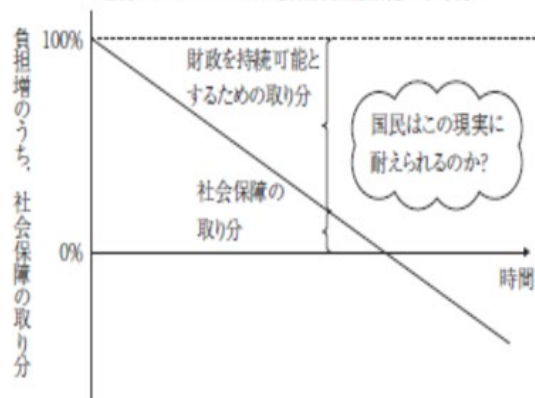 負担増のうち、社会保障の取り分
100%
財政を持続可能と
するための取り分
国民はこの現実に
耐えられるのか?
社会保障の
取り分
0%
時間